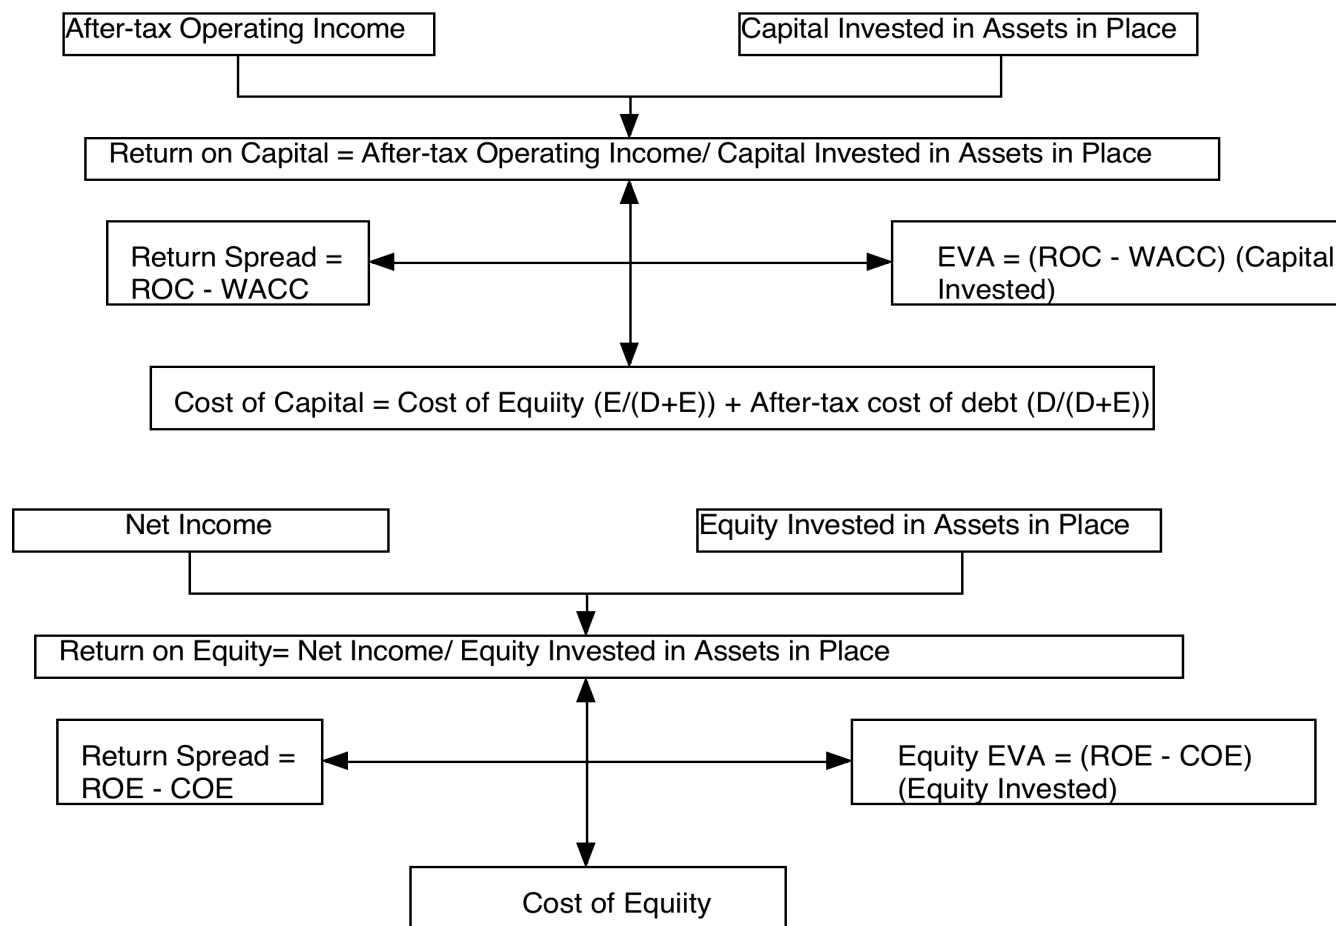 After-tax Operating Income
Capital Invested in Assets in Place
Return on Capital = After-tax Operating Income/ Capital Invested in Assets in Place
Return Spread =
ROC - WACC
EVA = (ROC - WACC) (Capital
Invested)
Cost of Capital = Cost of Equiity (E/(D+E)) + After-tax cost of debt (D/(D+E))
Net Income
Equity Invested in Assets in Place
Return on Equity= Net Income/ Equity Invested in Assets in Place
Return Spread =
ROE - COE
Equity EVA = (ROE - COE)
(Equity Invested)
Cost of Equiity